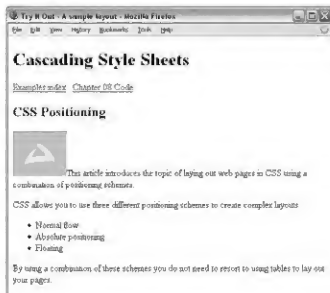 Try It Out - A sample layout - Mozilla Firefox
File Edit View History Bookmarks Tools Help
Cascading Style Sheets
Examples index Chapter 08 Code
CSS Positioning
This article introduces the topic of laying out web pages in CSS using a
combination of positioning schemes.
CSS allows you to use three different positioning schemes to create complex layouts
• Normal flow
• Absolute positioning
• Floating
By using a combination of these schemes you do not need to resort to using tables to lay out
your pages.